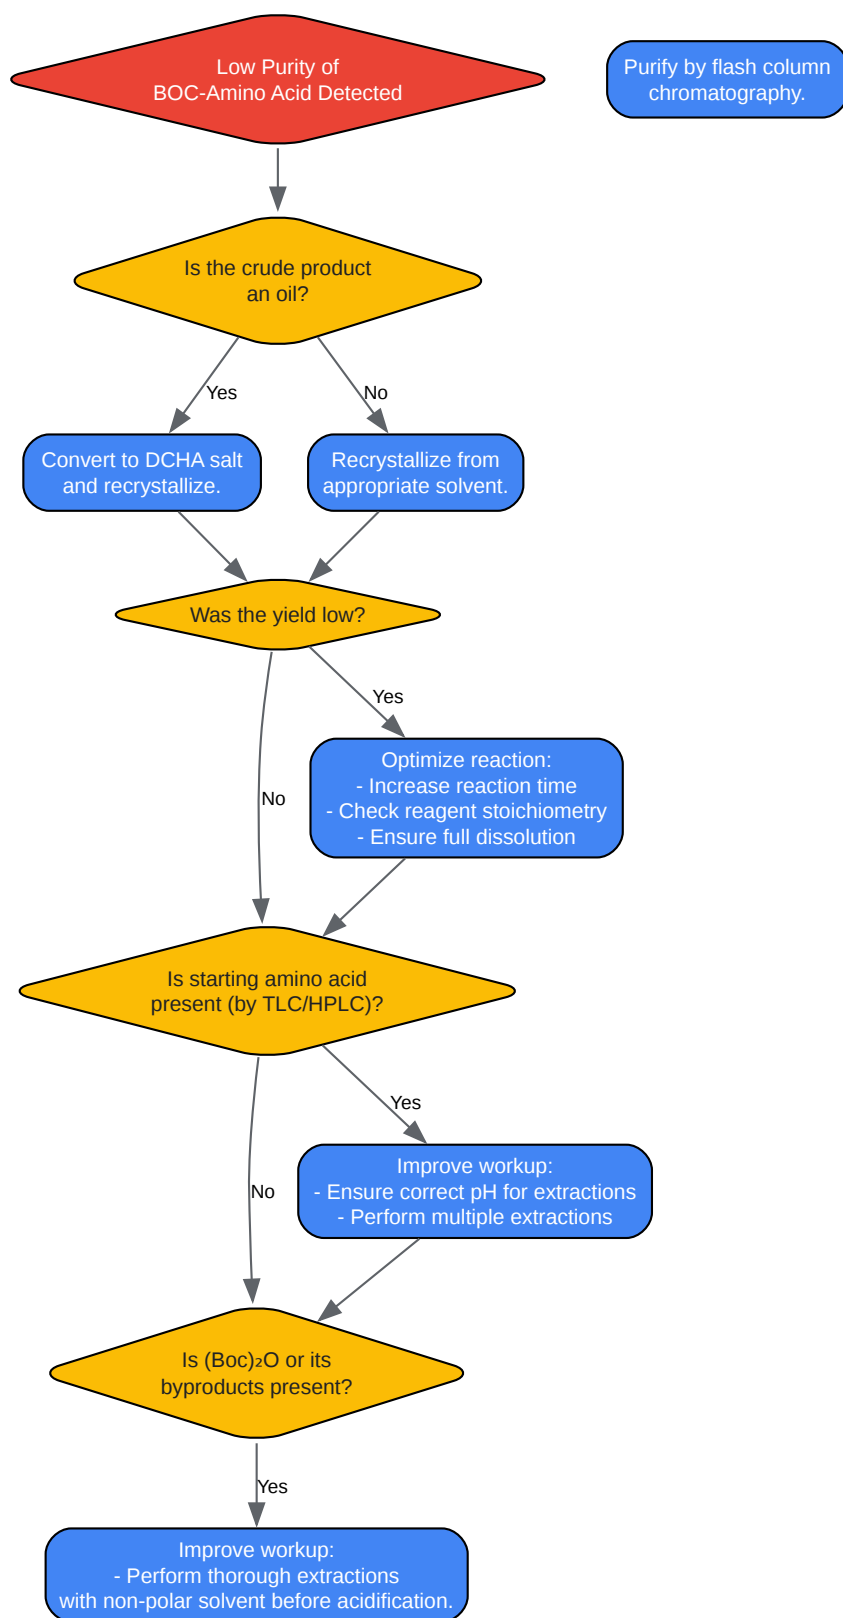 Low Purity of
BOC-Amino Acid Detected
Purify by flash column
chromatography.
Is the crude product
an oil?
Yes
No
Convert to DCHA salt
and recrystallize.
Recrystallize from
appropriate solvent.
Was the yield low?
Yes
No
Optimize reaction:
- Increase reaction time
- Check reagent stoichiometry
- Ensure full dissolution
Is starting amino acid
present (by TLC/HPLC)?
Yes
No
Improve workup:
- Ensure correct pH for extractions
- Perform multiple extractions
Is (Boc)₂O or its
byproducts present?
Yes
Improve workup:
- Perform thorough extractions
with non-polar solvent before acidification.